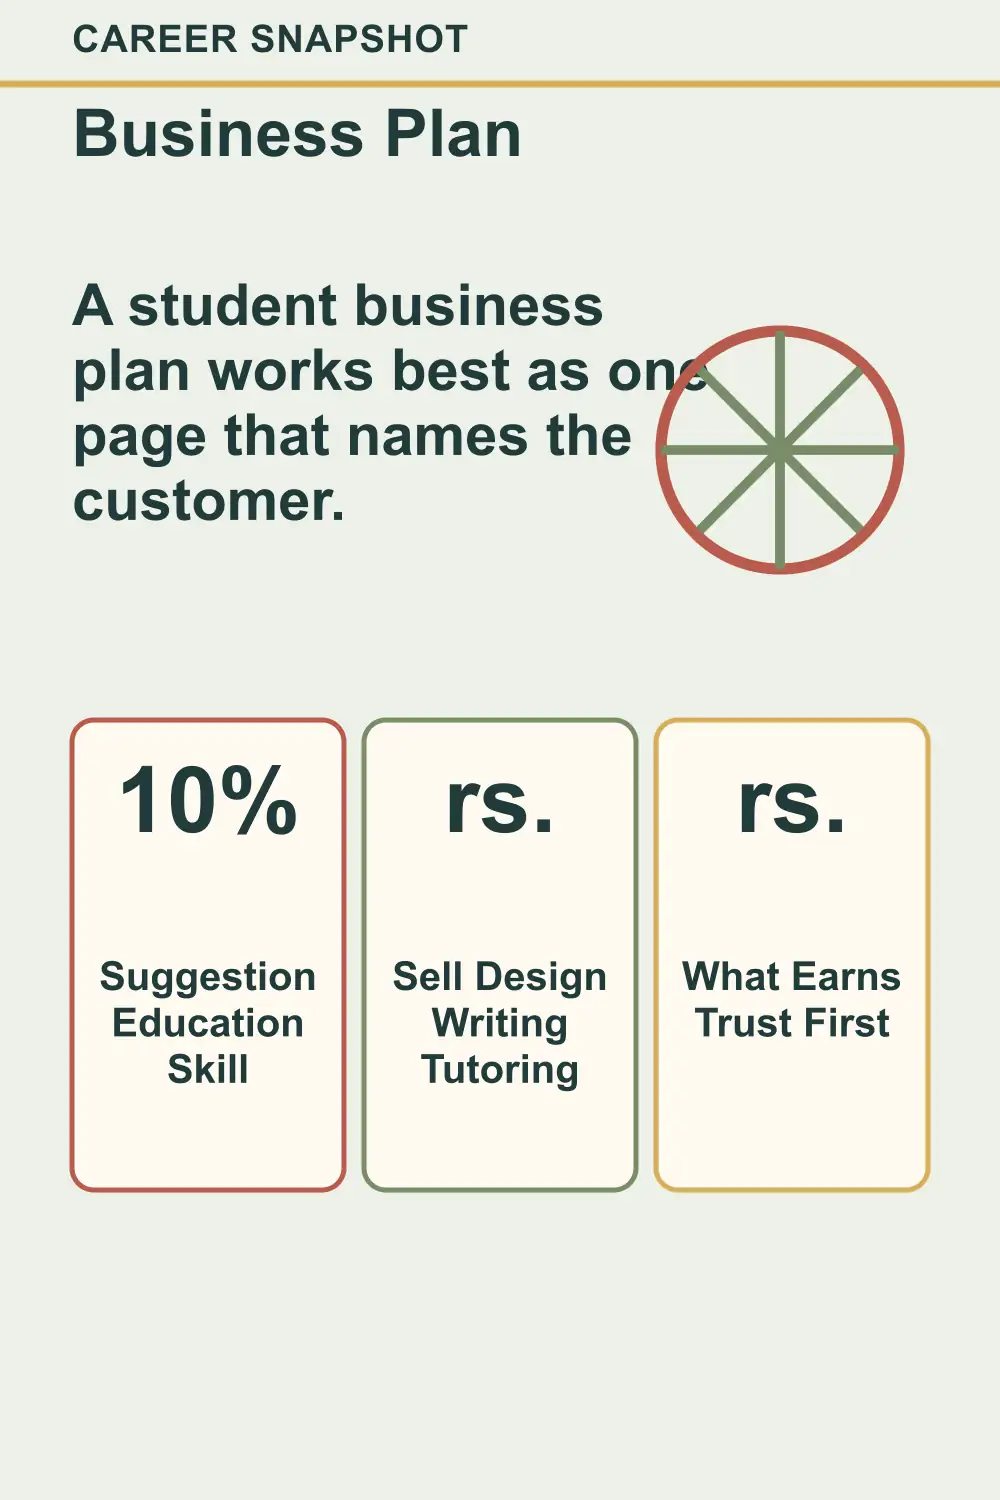 CAREER SNAPSHOT
Business Plan
A student business
plan works best as one
page that names the
customer.
10%
Suggestion
Education
Skill
rs.
Sell Design
Writing
Tutoring
rs.
What Earns
Trust First